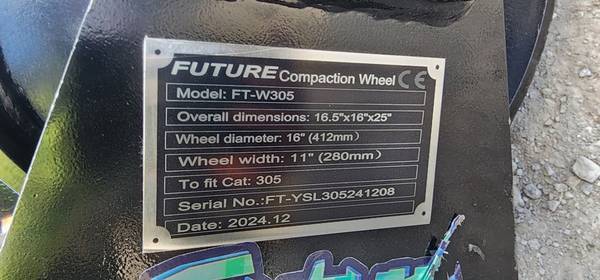 FUTURE Compaction Wheel CE
Model: FT-W305
Overall dimensions: 16.5"x16"x25"
Wheel diameter: 16" (412mm)
Wheel width: 11" (280mm)
To fit Cat: 305
Serial No.:FT-YSL305241208
Date: 2024.12